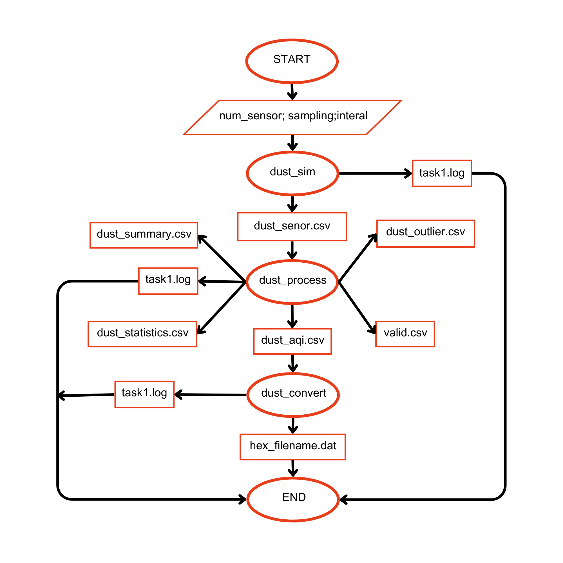 START
num_sensor; sampling;interal
dust_sim
task1.log
dust_senor.csv
dust_summary.csv
dust_outlier.csv
task1.log
dust_process
dust_statistics.csv
valid.csv
dust_aqi.csv
task1.log
dust_convert
hex_filename.dat
END